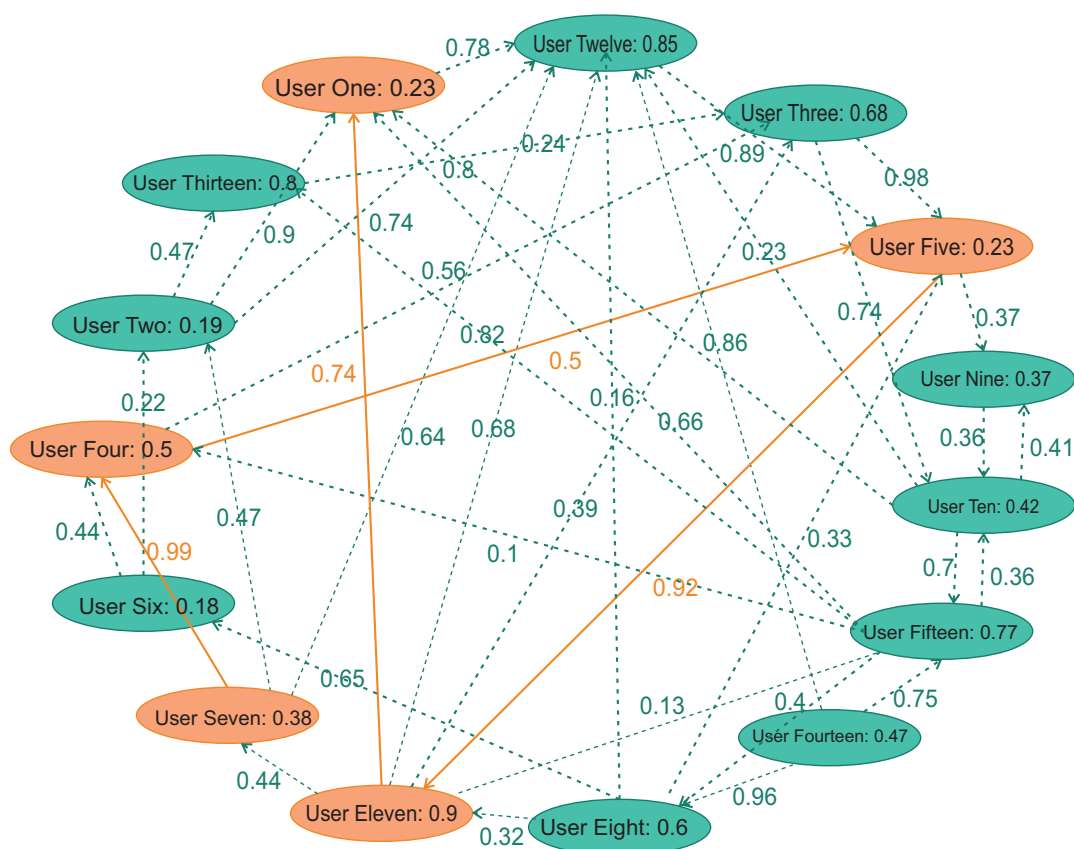 User Twelve: 0.85
0.78
User One: 0.23
User Three: 0.68
0.24
0.89
0.8
0.98
User Thirteen: 0.8
0.74
0.9
0.47
User Five: 0.23
0.23
0.56
0.74
User Two: 0.19
0.37
0.82
0.86
0.5
0.74
User Nine: 0.37
0.16
0.22
0.66
0.64
0.68
0.36
0.41
User Four: 0.5
User Ten: 0.42
0.47
0.44
0.39
0.33
0.99
0.1
0.7
0.36
0.92
User Six: 0.18
User Fifteen: 0.77
0.65
0.13
0.4
0.75
User Seven: 0.38
User Fourteen: 0.47
0.44
0.96
User Eleven: 0.9
User Eight: 0.6
0.32